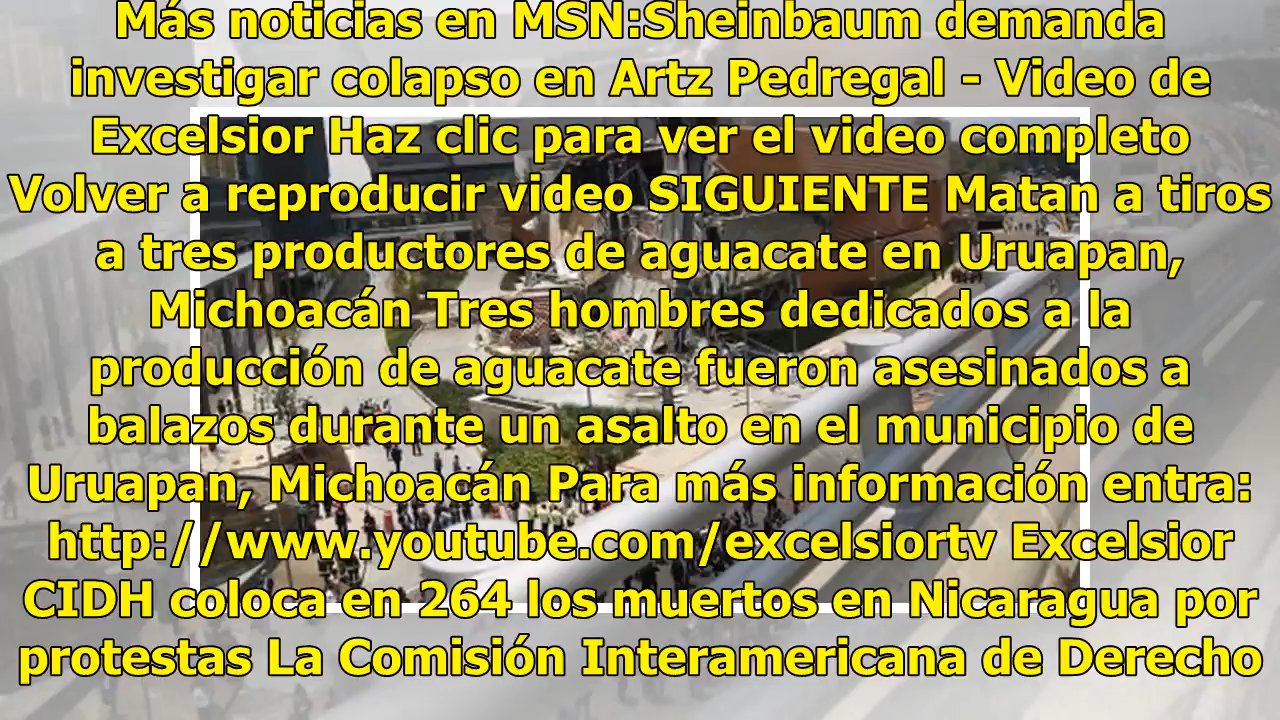 Más noticias en MSN:Sheinbaum demanda
investigar colapso en Artz Pedregal - Video de
Excelsior Haz clic para ver el video completo
Volver a reproducir video SIGUIENTE Matan a tiros
a tres productores de aguacate en Uruapan,
Michoacán Tres hombres dedicados a la
producción de aguacate fueron asesinados a
balazos durante un asalto en el municipio de
Uruapan, Michoacán Para más información entra:
http://www.youtube.com/excelsiortv Excelsior
CIDH coloca en 264 los muertos en Nicaragua por
protestas La Comisión Interamericana de Derecho